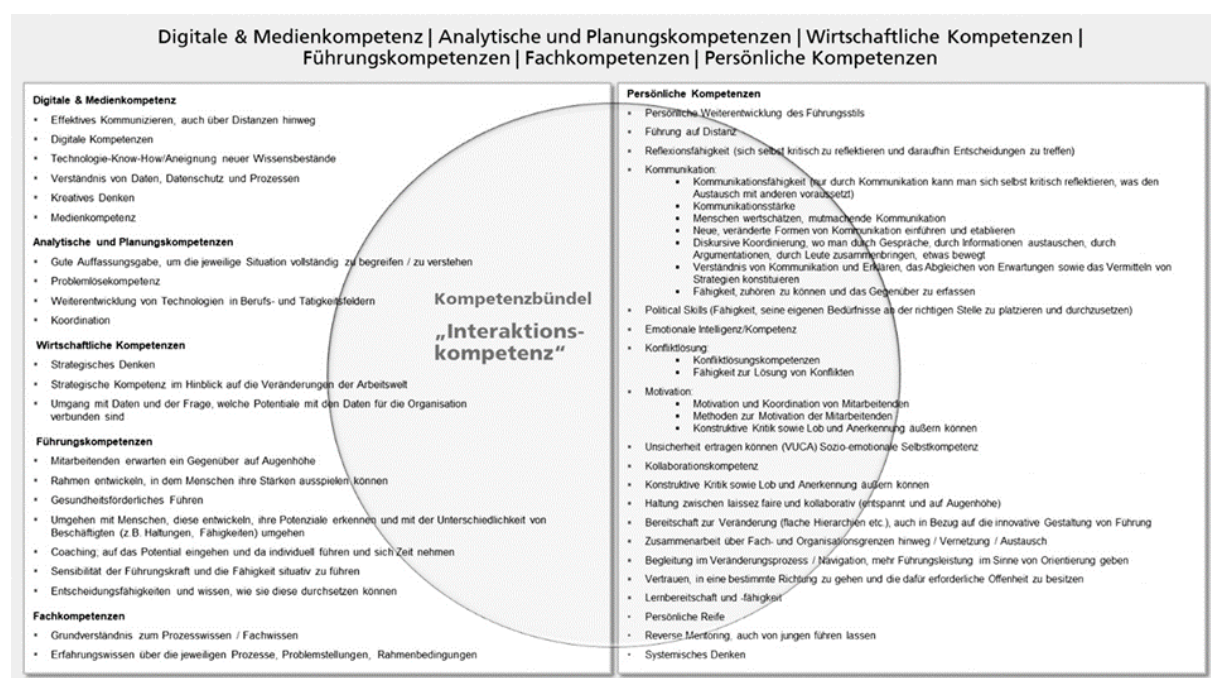 Digitale & Medienkompetenz | Analytische und Planungskompetenzen | Wirtschaftliche Kompetenzen |
Führungskompetenzen | Fachkompetenzen | Persönliche Kompetenzen
Digitale & Medienkompetenz
▪ Effektives Kommunizieren, auch über Distanzen hinweg
▪ Digitale Kompetenzen
▪ Technologie-Know-How/Aneignung neuer Wissensbestände
▪ Verständnis von Daten, Datenschutz und Prozessen
▪ Kreatives Denken
▪ Medienkompetenz
Analytische und Planungskompetenzen
▪ Gute Auffassungsgabe, um die jeweilige Situation vollständig zu begreifen / zu verstehen
▪ Problemlösekompetenz
▪ Weiterentwicklung von Technologien in Berufs- und Tätigkeitsfeldern
▪ Koordination
Wirtschaftliche Kompetenzen
▪ Strategisches Denken
▪ Strategische Kompetenz im Hinblick auf die Veränderungen der Arbeitswelt
▪ Umgang mit Daten und der Frage, welche Potentiale mit den Daten für die Organisation
verbunden sind
Führungskompetenzen
▪ Mitarbeitenden erwarten ein Gegenüber auf Augenhöhe
▪ Rahmen entwickeln, in dem Menschen ihre Stärken ausspielen können
▪ Gesundheitsförderliches Führen
▪ Umgehen mit Menschen, diese entwickeln, ihre Potenziale erkennen und mit der Unterschiedlichkeit von
Beschäftigten (z.B. Haltungen, Fähigkeiten) umgehen
▪ Coaching; auf das Potential eingehen und da individuell führen und sich Zeit nehmen
▪ Sensibilität der Führungskraft und die Fähigkeit situativ zu führen
▪ Entscheidungsfähigkeiten und wissen, wie sie diese durchsetzen können
Fachkompetenzen
▪ Grundverständnis zum Prozesswissen / Fachwissen
▪ Erfahrungswissen über die jeweiligen Prozesse, Problemstellungen, Rahmenbedingungen
Kompetenzbündel
„Interaktions-
kompetenz“
Persönliche Kompetenzen
▪ Persönliche Weiterentwicklung des Führungsstils
▪ Führung auf Distanz
▪ Reflexionsfähigkeit (sich selbst kritisch zu reflektieren und daraufhin Entscheidungen zu treffen)
▪ Kommunikation:
▪ Kommunikationsfähigkeit (nur durch Kommunikation kann man sich selbst kritisch reflektieren, was den
Austausch mit anderen voraussetzt)
▪ Kommunikationsstärke
▪ Menschen wertschätzen, mutmachende Kommunikation
▪ Neue, veränderte Formen von Kommunikation einführen und etablieren
▪ Diskursive Koordinierung, wo man durch Gespräche, durch Informationen austauschen, durch
Argumentationen, durch Leute zusammenbringen, etwas bewegt
▪ Verständnis von Kommunikation und Erklären, das Abgleichen von Erwartungen sowie das Vermitteln von
Strategien konstituieren
▪ Fähigkeit, zuhören zu können und das Gegenüber zu erfassen
▪ Political Skills (Fähigkeit, seine eigenen Bedürfnisse an der richtigen Stelle zu platzieren und durchzusetzen)
▪ Emotionale Intelligenz/Kompetenz
▪ Konfliktlösung:
▪ Konfliktlösungskompetenzen
▪ Fähigkeit zur Lösung von Konflikten
▪ Motivation:
▪ Motivation und Koordination von Mitarbeitenden
▪ Methoden zur Motivation der Mitarbeitenden
▪ Konstruktive Kritik sowie Lob und Anerkennung äußern können
▪ Unsicherheit ertragen können (VUCA) Sozio-emotionale Selbstkompetenz
▪ Kollaborationskompetenz
▪ Konstruktive Kritik sowie Lob und Anerkennung äußern können
▪ Haltung zwischen laissez faire und kollaborativ (entspannt und auf Augenhöhe)
▪ Bereitschaft zur Veränderung (flache Hierarchien etc.), auch in Bezug auf die innovative Gestaltung von Führung
▪ Zusammenarbeit über Fach- und Organisationsgrenzen hinweg / Vernetzung / Austausch
▪ Begleitung im Veränderungsprozess / Navigation, mehr Führungsleistung im Sinne von Orientierung geben
▪ Vertrauen, in eine bestimmte Richtung zu gehen und die dafür erforderliche Offenheit zu besitzen
▪ Lernbereitschaft und -fähigkeit
▪ Persönliche Reife
▪ Reverse Mentoring, auch von jungen führen lassen
▪ Systemisches Denken